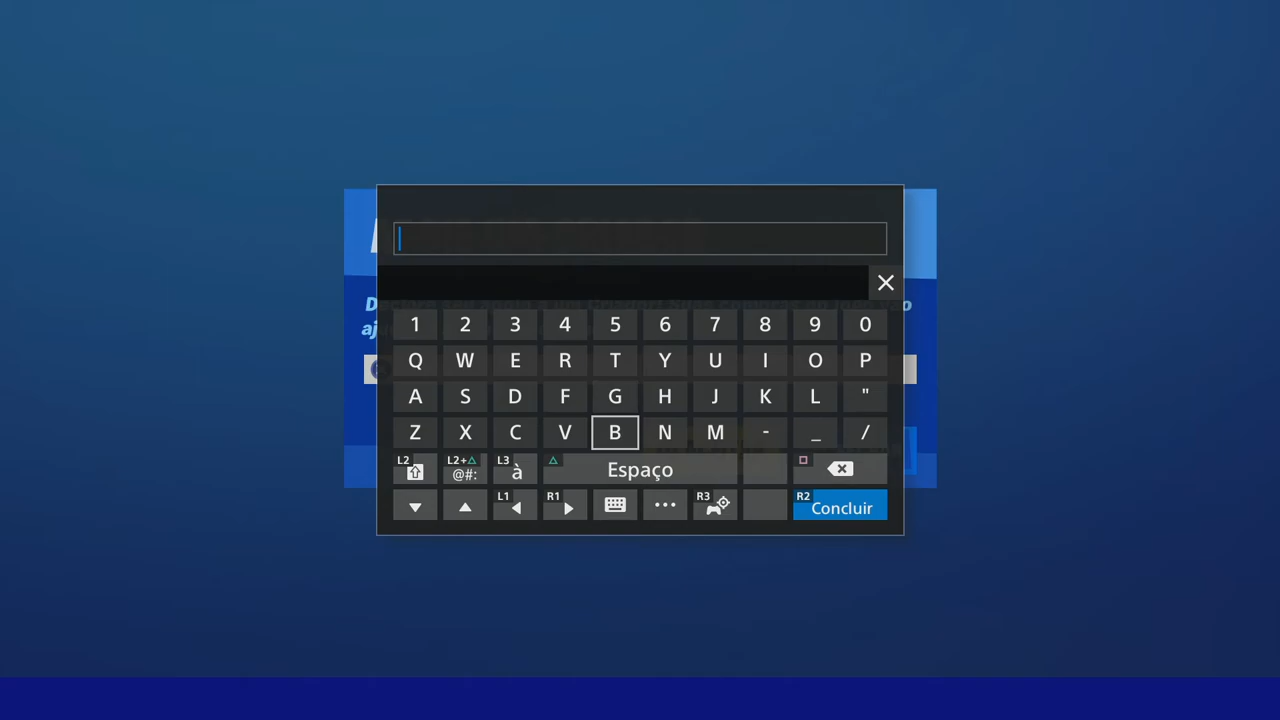 1 2 3 4 5 6 7 8 9 0
Q W E R T Y U I O P
A S D F G H J K L "
Z X C V B N M - _ /
L2 L2+△ @#: L3 à △ Espaço
L1 R1 ... R3 R2 Concluir